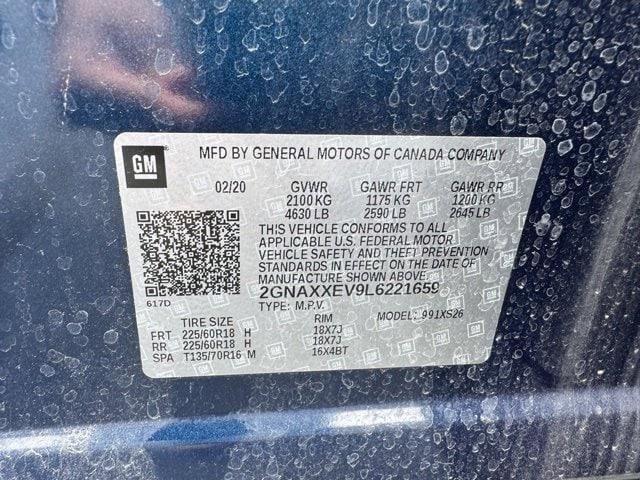 GM MFD BY GENERAL MOTORS OF CANADA COMPANY
02/20 GVWR GAWR FRT GAWR RR
2100KG 1175 KG 1200 KG
4630 LB 2590 LB 2645 LB
THIS VEHICLE CONFORMS TO ALL
APPLICABLE U.S. FEDERAL MOTOR
VEHICLE SAFETY AND THEFT PREVENTION
STANDARDS IN EFFECT ON THE DATE OF
MANUFACTURE SHOWN ABOVE.
2GNAXXEV9L6221659
617D TYPE: M.P.V. MODEL: 991XS26
TIRE SIZE RIM
FRT 225/60R18 H 18X7J
RR 225/60R18 H 18X7J
SPA T135/70R16 M 16X4BT